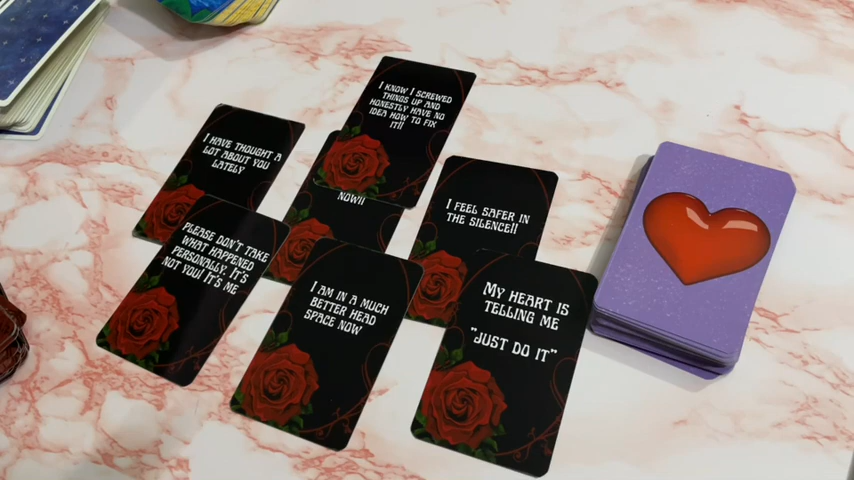 I KNOW I SCREWED
THINGS UP AND
HONESTLY HAVE NO
IDEA HOW TO FIX
IT!!
I HAVE THOUGHT A
LOT ABOUT YOU
LATELY
NOW!!
I FEEL SAFER IN
THE SILENCE!!
PLEASE DON'T TAKE
WHAT HAPPENED
PERSONALLY. IT'S
NOT YOU! IT'S ME
I AM IN A MUCH
BETTER HEAD
SPACE NOW
MY HEART IS
TELLING ME
"JUST DO IT"